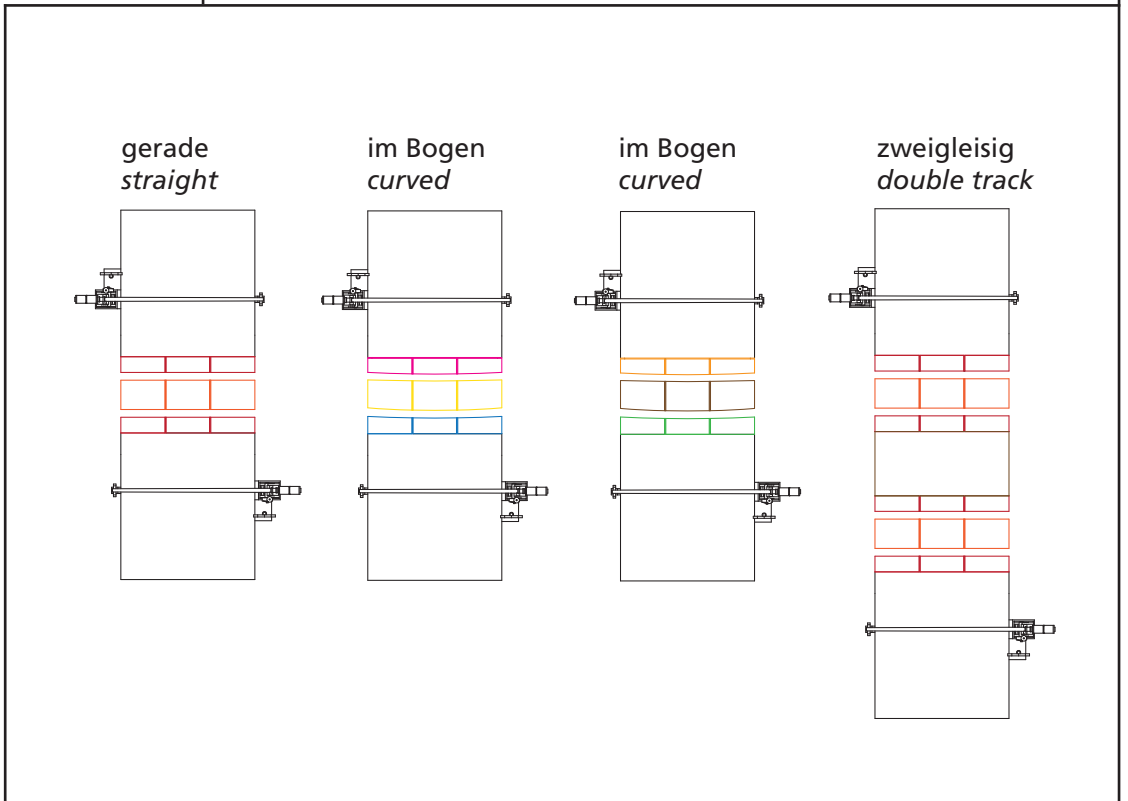 gerade
straight
im Bogen
curved
im Bogen
curved
zweigleisig
double track